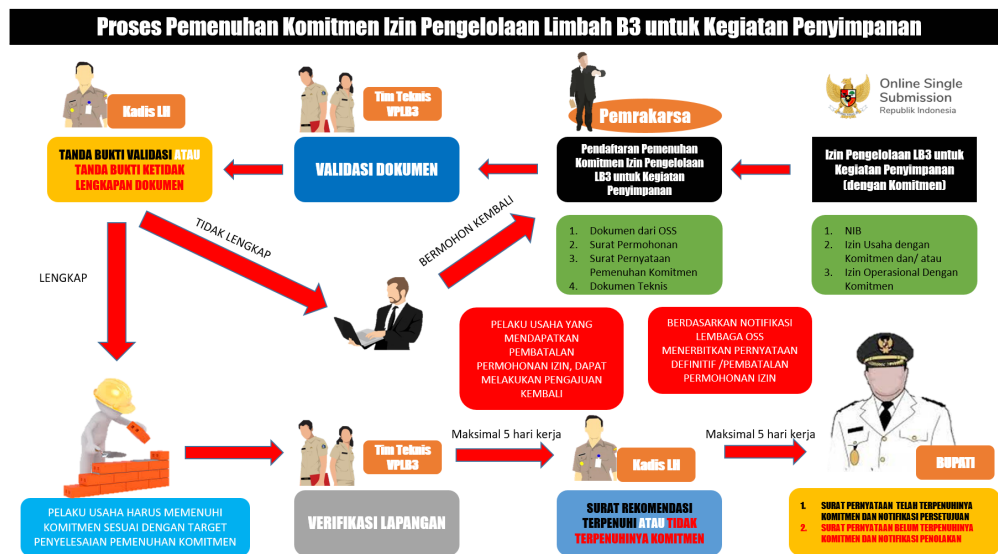 Proses Pemenuhan Komitmen Izin Pengelolaan Limbah B3 untuk Kegiatan Penyimpanan
Kadis LH
TANDA BUKTI VALIDASI ATAU
TANDA BUKTI KETIDAK
LENGKAPAN DOKUMEN
Tim Teknis
VPLB3
VALIDASI DOKUMEN
Pemrakarsa
Pendaftaran Pemenuhan
Komitmen Izin Pengelolaan
LB3 untuk Kegiatan
Penyimpanan
Online Single
Submission
Republik Indonesia
Izin Pengelolaan LB3 untuk
Kegiatan Penyimpanan
(dengan Komitmen)
1. Dokumen dari OSS
2. Surat Permohonan
3. Surat Pernyataan
Pemenuhan Komitmen
4. Dokumen Teknis
1. NIB
2. Izin Usaha dengan
Komitmen dan/ atau
3. Izin Operasional Dengan
Komitmen
LENGKAP
TIDAK LENGKAP
BERMOHON KEMBALI
PELAKU USAHA YANG
MENDAPATKAN
PEMBATALAN
PERMOHONAN IZIN, DAPAT
MELAKUKAN PENGAJUAN
KEMBALI
BERDASARKAN NOTIFIKASI
LEMBAGA OSS
MENERBITKAN PERNYATAAN
DEFINITIF /PEMBATALAN
PERMOHONAN IZIN
PELAKU USAHA HARUS MEMENUHI
KOMITMEN SESUAI DENGAN TARGET
PENYELESAIAN PEMENUHAN KOMITMEN
Tim Teknis
VPLB3
VERIFIKASI LAPANGAN
Maksimal 5 hari kerja
Kadis LH
SURAT REKOMENDASI
TERPENUHI ATAU TIDAK
TERPENUHINYA KOMITMEN
Maksimal 5 hari kerja
BUPATI
1. SURAT PERNYATAAN TELAH TERPENUHINYA
KOMITMEN DAN NOTIFIKASI PERSETUJUAN
2. SURAT PERNYATAAN BELUM TERPENUHINYA
KOMITMEN DAN NOTIFIKASI PENOLAKAN